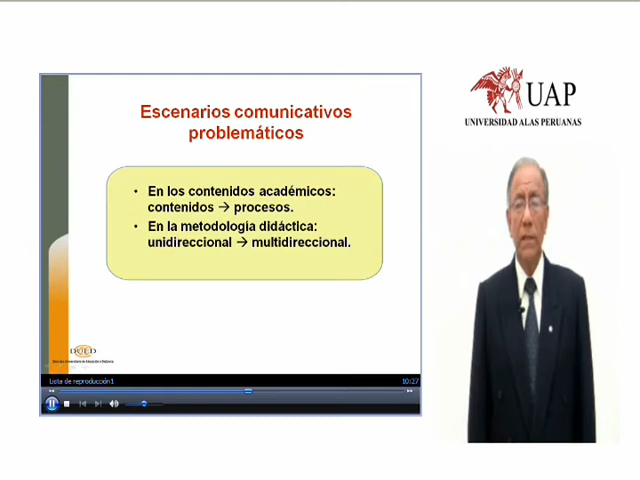 Escenarios comunicativos
problemáticos
• En los contenidos académicos:
contenidos → procesos.
• En la metodología didáctica:
unidireccional → multidireccional.
DUED
Lista de reproducción1
10:27
UAP
UNIVERSIDAD ALAS PERUANAS